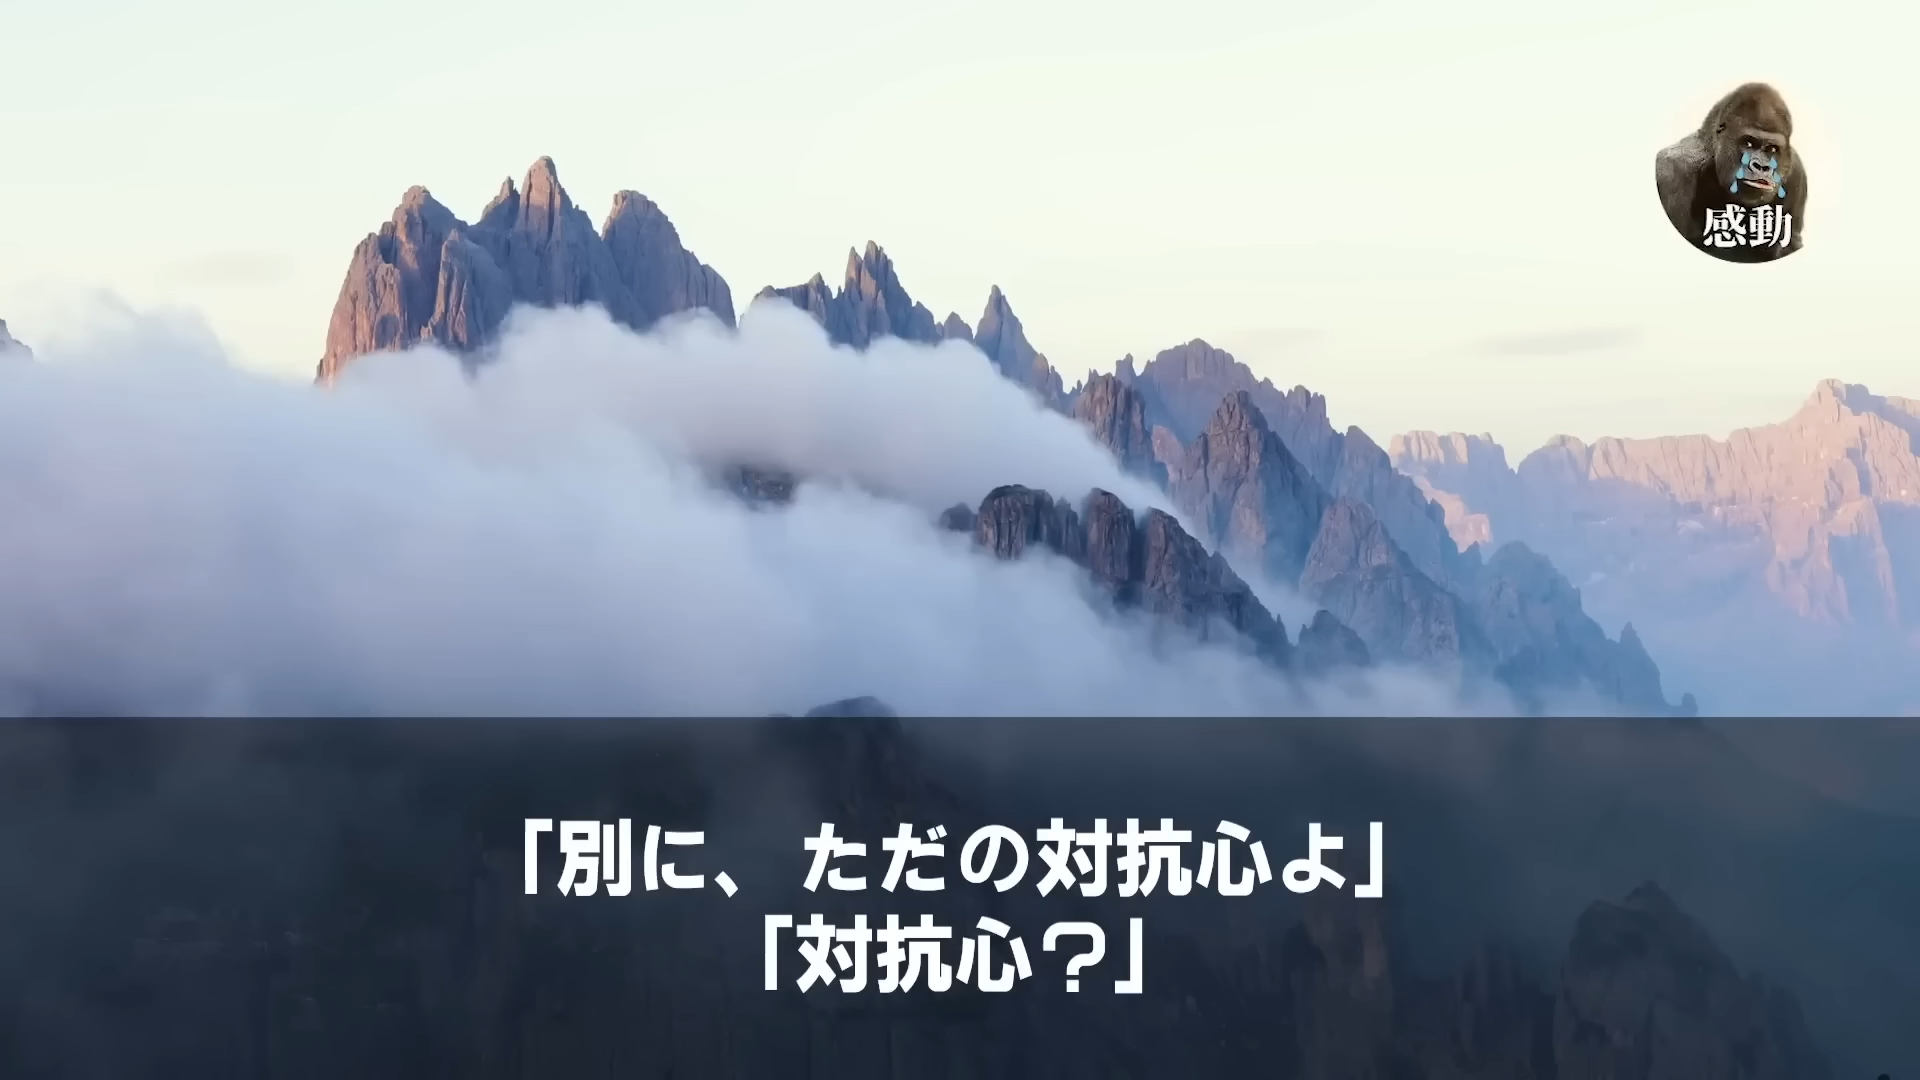 感動
「別に、ただの対抗心よ」
「対抗心?」